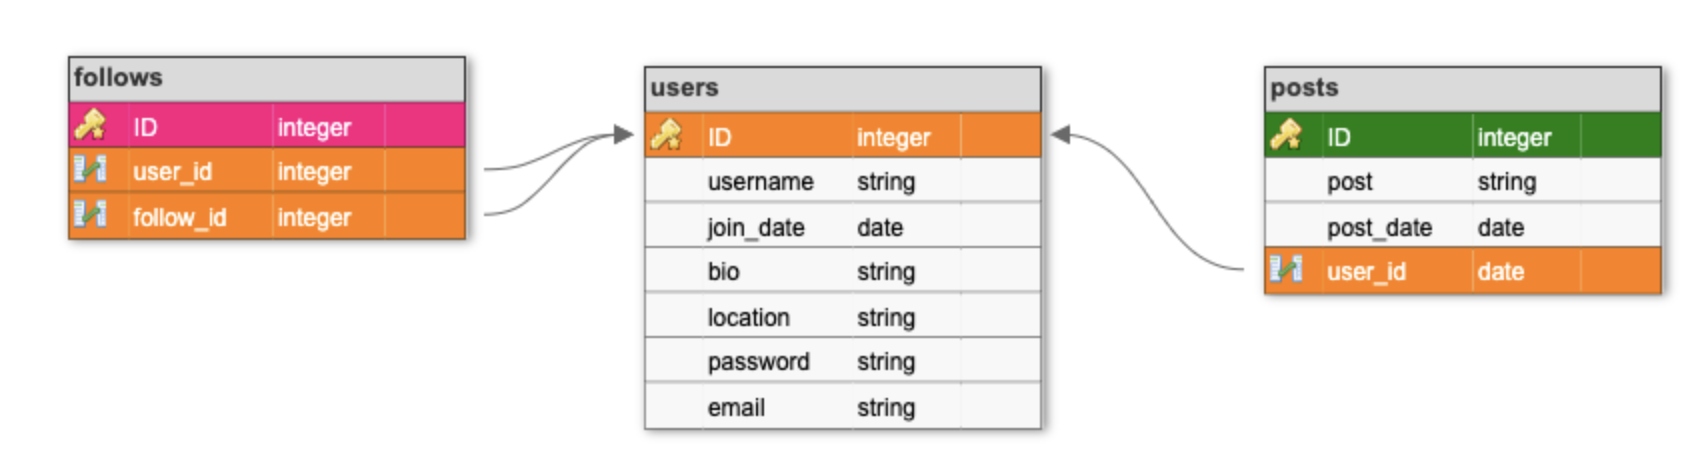 follows
ID integer
user_id integer
follow_id integer
users
ID integer
username string
join_date date
bio string
location string
password string
email string
posts
ID integer
post string
post_date date
user_id date